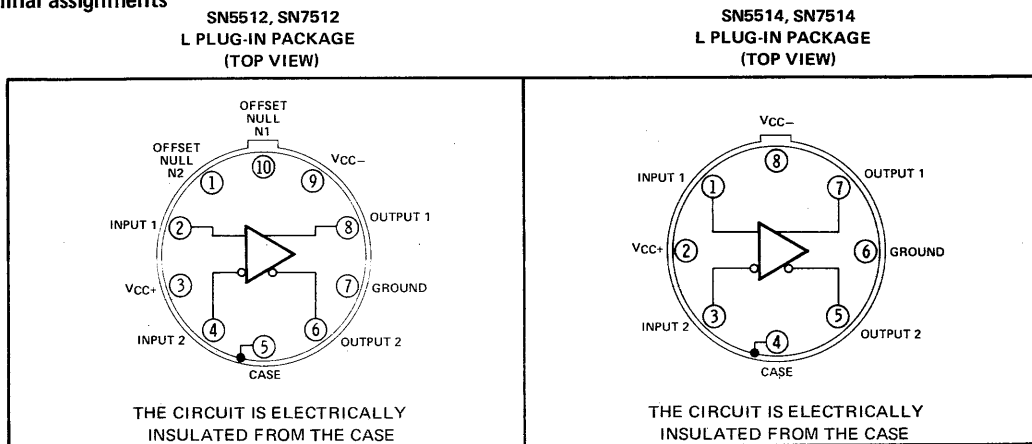 assignments
SN5512, SN7512
L PLUG-IN PACKAGE
(TOP VIEW)
OFFSET
NULL
N1
OFFSET
NULL
N2
VCC−
10
1
9
INPUT 1
2
8
OUTPUT 1
VCC+
3
7
GROUND
INPUT 2
4
6
OUTPUT 2
5
CASE
THE CIRCUIT IS ELECTRICALLY
INSULATED FROM THE CASE
SN5514, SN7514
L PLUG-IN PACKAGE
(TOP VIEW)
VCC−
8
INPUT 1
1
7
OUTPUT 1
VCC+
2
6
GROUND
INPUT 2
3
5
OUTPUT 2
4
CASE
THE CIRCUIT IS ELECTRICALLY
INSULATED FROM THE CASE